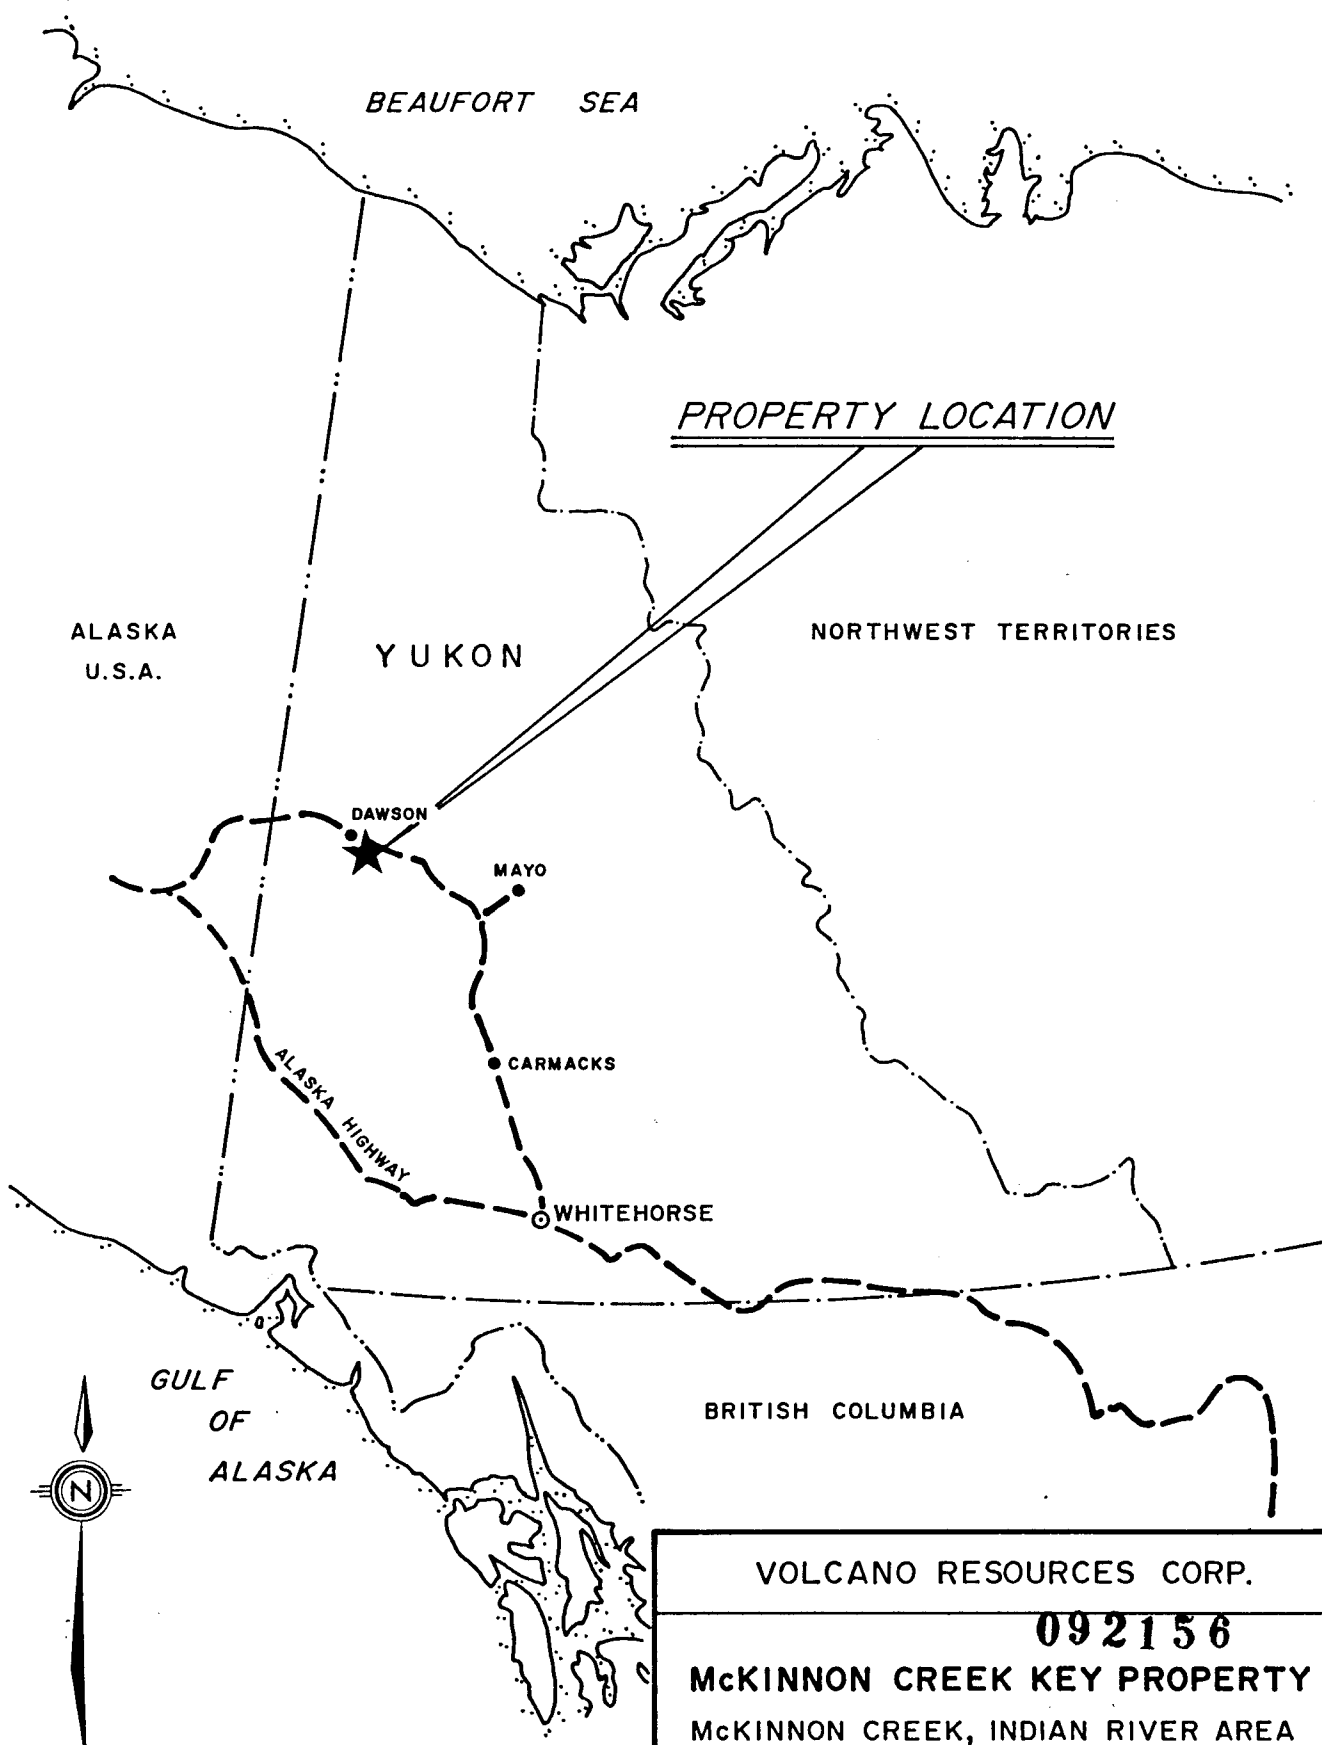 BEAUFORT SEA
PROPERTY LOCATION
ALASKA
U.S.A.
YUKON
NORTHWEST TERRITORIES
DAWSON
MAYO
CARMACKS
ALASKA HIGHWAY
WHITEHORSE
GULF
OF
ALASKA
BRITISH COLUMBIA
N
VOLCANO RESOURCES CORP.
092156
McKINNON CREEK KEY PROPERTY
McKINNON CREEK, INDIAN RIVER AREA